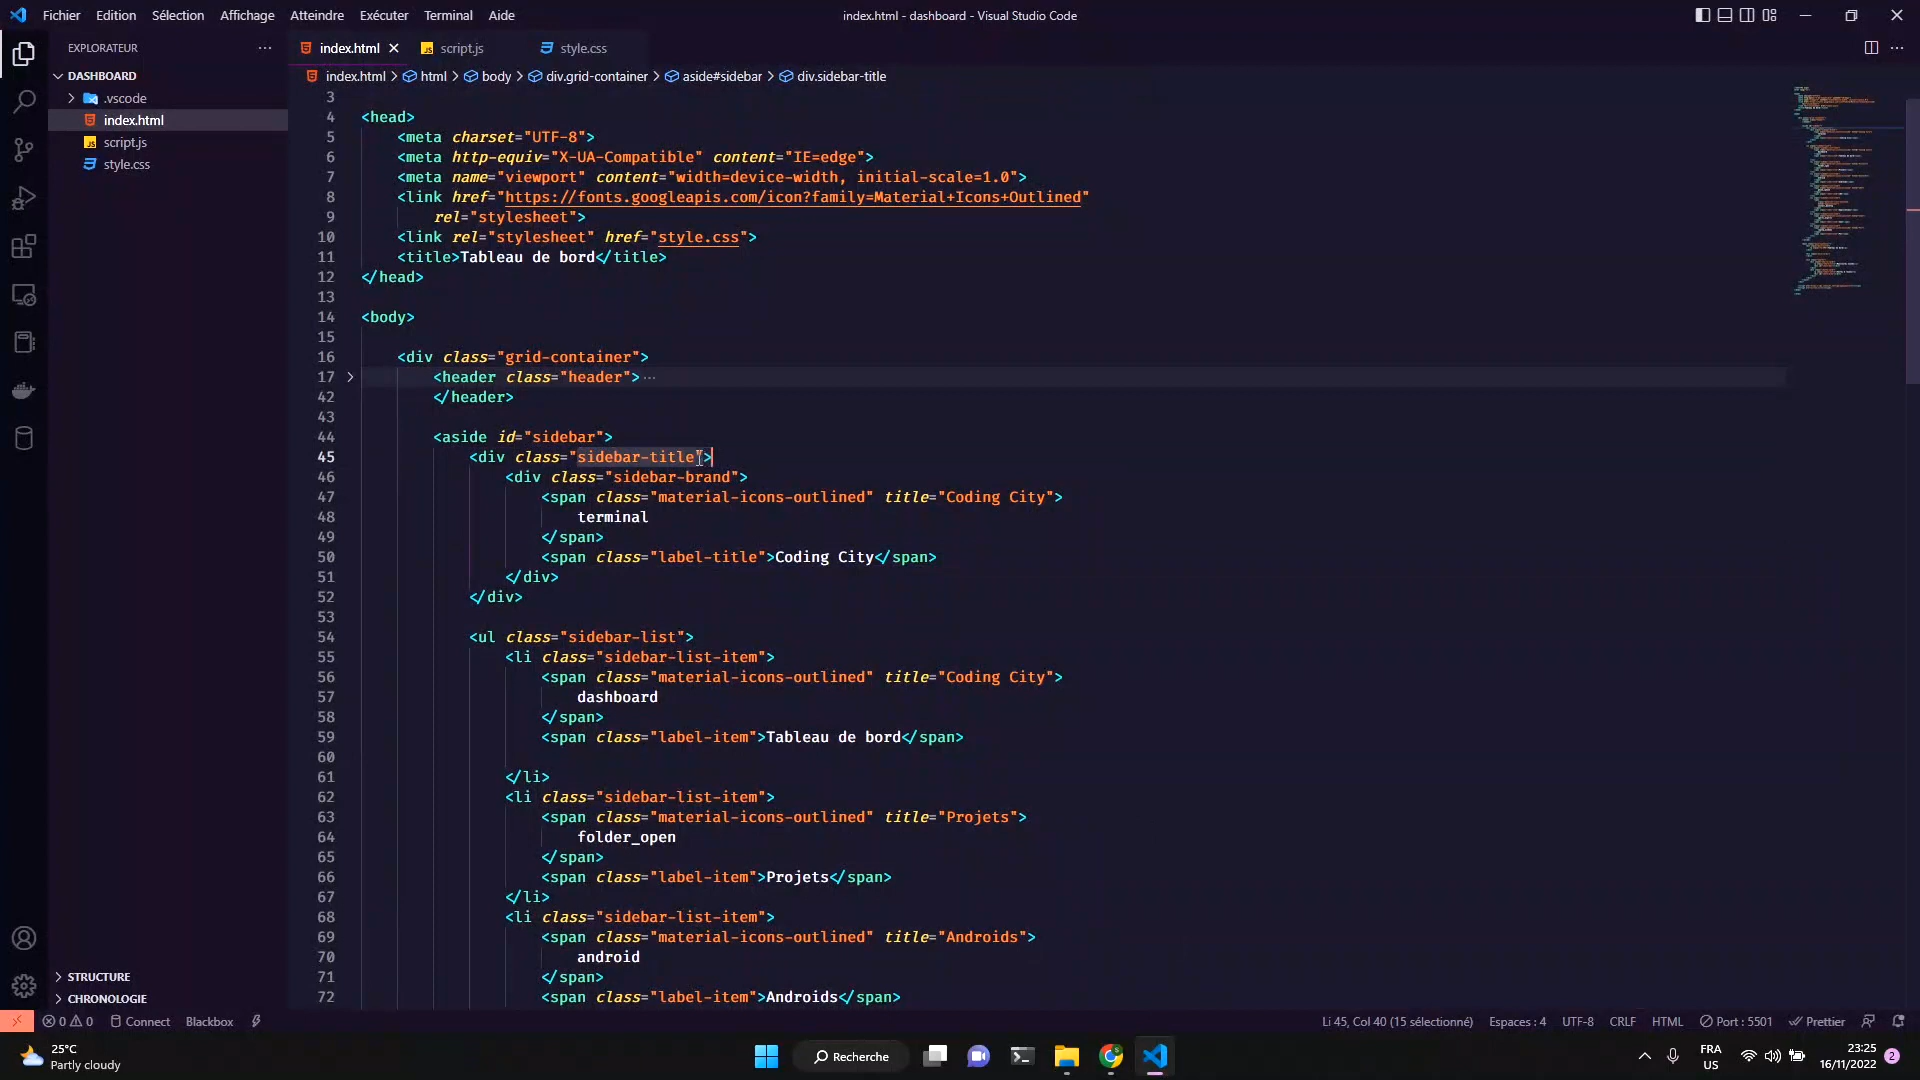 Fichier Edition Sélection Affichage Atteindre Exécuter Terminal Aide
index.html - dashboard - Visual Studio Code
EXPLORATEUR
index.html script.js style.css
DASHBOARD
index.html > html > body > div.grid-container > aside#sidebar > div.sidebar-title
.vscode
index.html
script.js
style.css
3
4 <head>
5 <meta charset="UTF-8">
6 <meta http-equiv="X-UA-Compatible" content="IE=edge">
7 <meta name="viewport" content="width=device-width, initial-scale=1.0">
8 <link href="https://fonts.googleapis.com/icon?family=Material+Icons+Outlined"
9 rel="stylesheet">
10 <link rel="stylesheet" href="style.css">
11 <title>Tableau de bord</title>
12 </head>
13
14 <body>
15
16 <div class="grid-container">
17 <header class="header"> ...
42 </header>
43
44 <aside id="sidebar">
45 <div class="sidebar-title">
46 <div class="sidebar-brand">
47 <span class="material-icons-outlined" title="Coding City">
48 terminal
49 </span>
50 <span class="label-title">Coding City</span>
51 </div>
52 </div>
53
54 <ul class="sidebar-list">
55 <li class="sidebar-list-item">
56 <span class="material-icons-outlined" title="Coding City">
57 dashboard
58 </span>
59 <span class="label-item">Tableau de bord</span>
60
61 </li>
62 <li class="sidebar-list-item">
63 <span class="material-icons-outlined" title="Projets">
64 folder_open
65 </span>
66 <span class="label-item">Projets</span>
67 </li>
68 <li class="sidebar-list-item">
69 <span class="material-icons-outlined" title="Androids">
70 android
71 </span>
72 <span class="label-item">Androids</span>
STRUCTURE
CHRONOLOGIE
0 0 Connect Blackbox
Li 45, Col 40 (15 sélectionné) Espaces : 4 UTF-8 CRLF HTML Port : 5501 Prettier
25°C
Partly cloudy
Recherche
FRA
US
23:25
16/11/2022
2